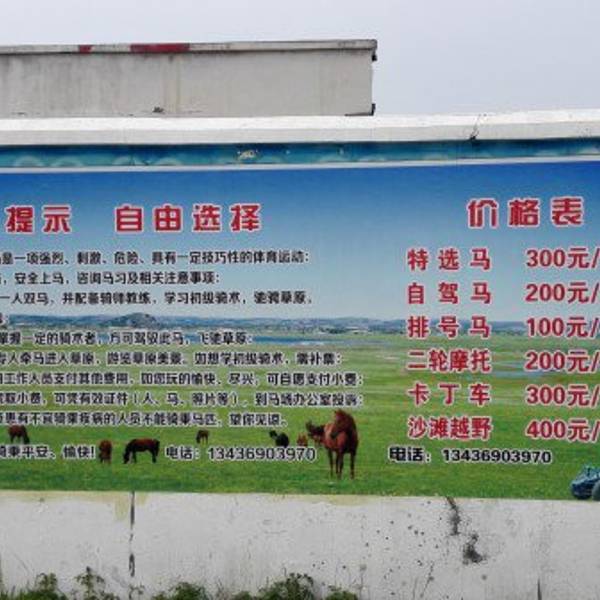 提示 自由选择
是一项强烈、刺激、危险、具有一定技巧性的体育运动：
安全上马，咨询马习及相关注意事项：
一人双马，并配备骑师教练，学习初级骑术，驰骋草原，
掌握一定的骑术者，方可驾驭此马，飞驰草原：
人牵马进入草原，游览草原美景，如想学初级骑术，需补票：
工作人员支付其他费用，如您玩的愉快、尽兴，可自愿支付小费：
取小费，可凭有效证件（人、马、照片等），到马场办公室投诉：
患有不宜骑乘疾病的人员不能骑乘马匹，望你见谅。
骑乘平安、愉快！ 电话：13436903970
价格表
特选马 300元/
自驾马 200元/
排号马 100元/
二轮摩托 200元/
卡丁车 300元/
沙滩越野 400元/
电话：13436903970